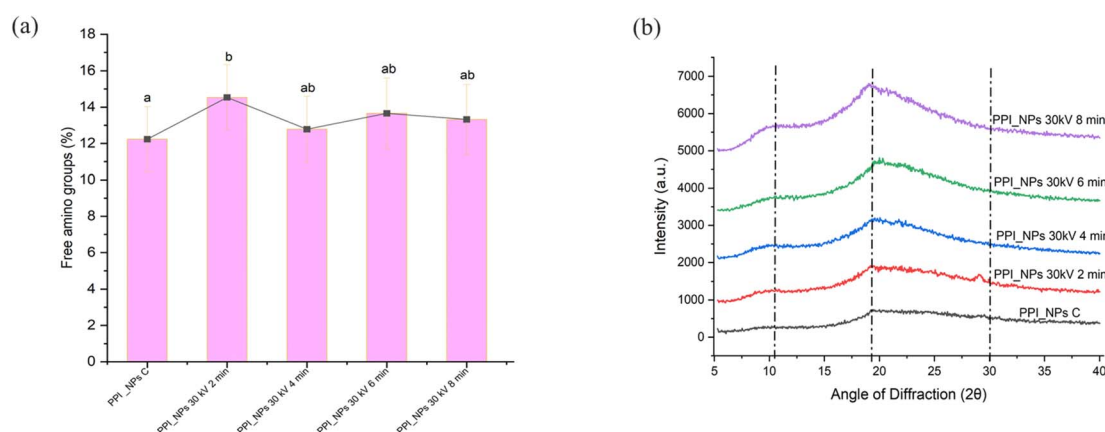 (a)
18
16
14
12
10
8
6
4
2
0
Free amino groups (%)
a
b
ab
ab
ab
PPI_NPs C
PPI_NPs 30 kV 2 min
PPI_NPs 30 kV 4 min
PPI_NPs 30 kV 6 min
PPI_NPs 30 kV 8 min
(b)
7000
6000
5000
4000
3000
2000
1000
0
Intensity (a.u.)
PPI_NPs 30kV 8 min
PPI_NPs 30kV 6 min
PPI_NPs 30kV 4 min
PPI_NPs 30kV 2 min
PPI_NPs C
5 10 15 20 25 30 35 40
Angle of Diffraction (2θ)